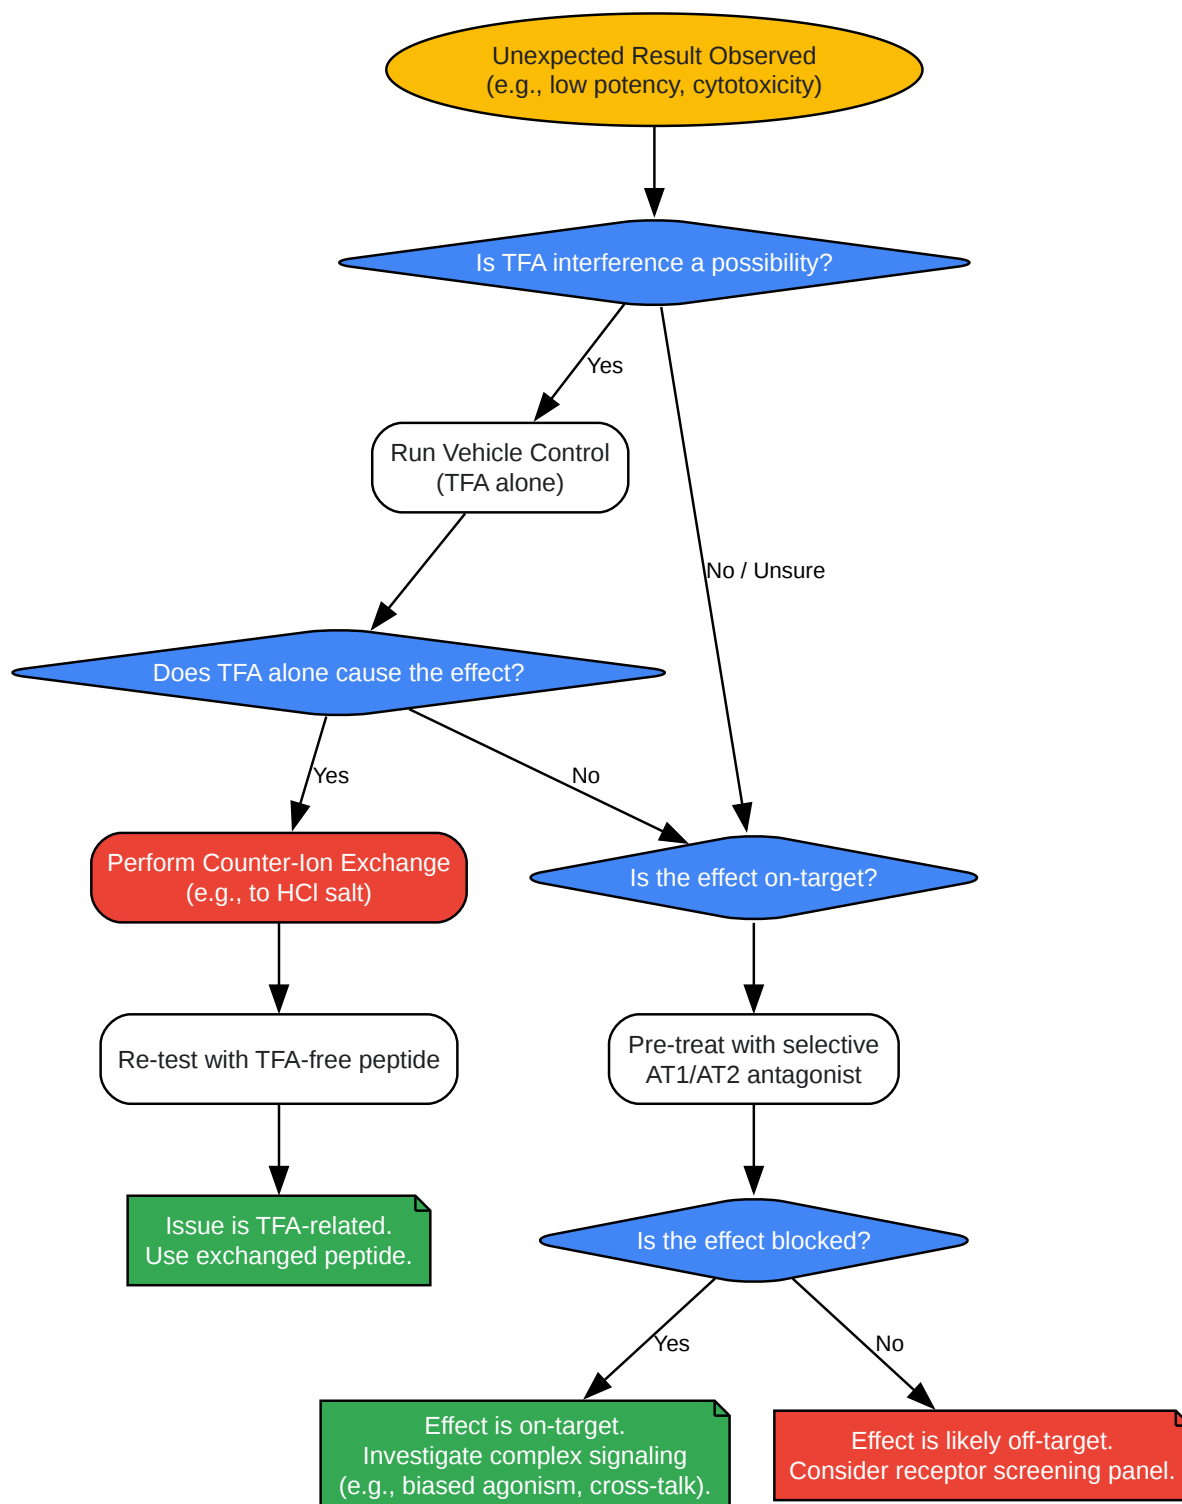 Unexpected Result Observed
(e.g., low potency, cytotoxicity)
Is TFA interference a possibility?
Yes
Run Vehicle Control
(TFA alone)
No / Unsure
Does TFA alone cause the effect?
Yes
No
Perform Counter-Ion Exchange
(e.g., to HCl salt)
Is the effect on-target?
Re-test with TFA-free peptide
Pre-treat with selective
AT1/AT2 antagonist
Issue is TFA-related.
Use exchanged peptide.
Is the effect blocked?
Yes
No
Effect is on-target.
Investigate complex signaling
(e.g., biased agonism, cross-talk).
Effect is likely off-target.
Consider receptor screening panel.